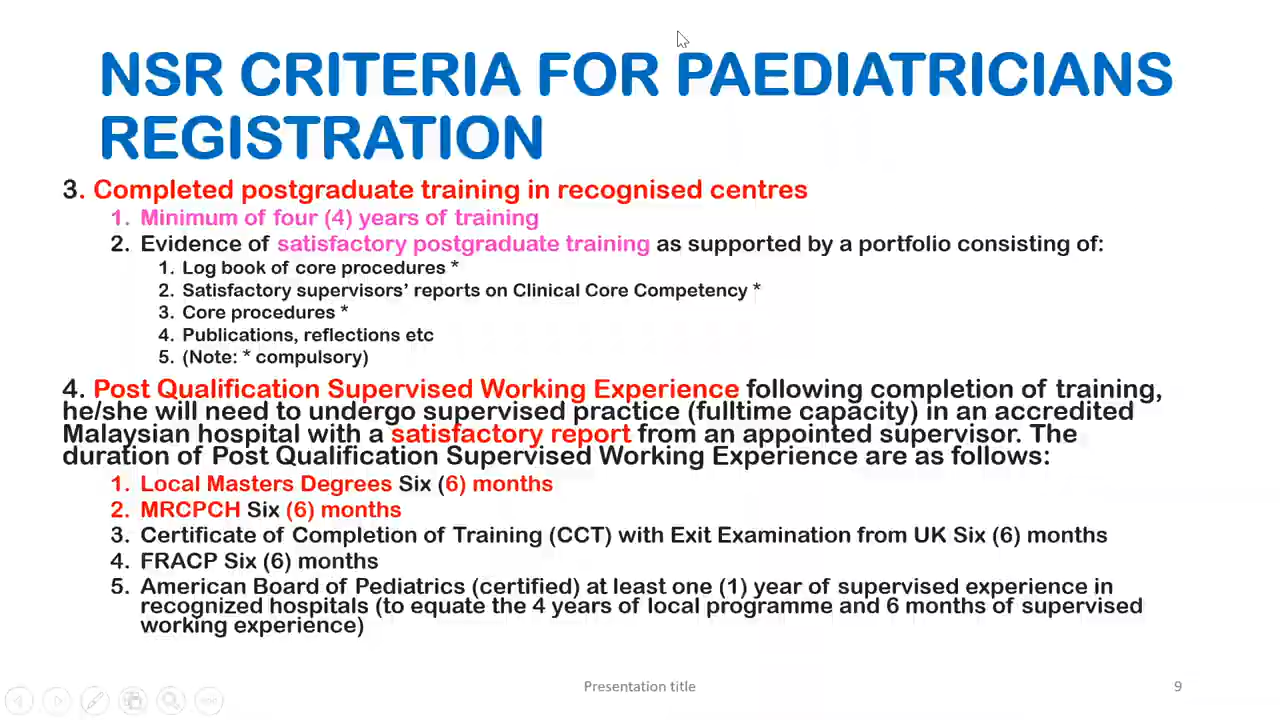 NSR CRITERIA FOR PAEDIATRICIANS
REGISTRATION
3. Completed postgraduate training in recognised centres
1. Minimum of four (4) years of training
2. Evidence of satisfactory postgraduate training as supported by a portfolio consisting of:
1. Log book of core procedures *
2. Satisfactory supervisors’ reports on Clinical Core Competency *
3. Core procedures *
4. Publications, reflections etc
5. (Note: * compulsory)
4. Post Qualification Supervised Working Experience following completion of training,
he/she will need to undergo supervised practice (fulltime capacity) in an accredited
Malaysian hospital with a satisfactory report from an appointed supervisor. The
duration of Post Qualification Supervised Working Experience are as follows:
1. Local Masters Degrees Six (6) months
2. MRCPCH Six (6) months
3. Certificate of Completion of Training (CCT) with Exit Examination from UK Six (6) months
4. FRACP Six (6) months
5. American Board of Pediatrics (certified) at least one (1) year of supervised experience in
recognized hospitals (to equate the 4 years of local programme and 6 months of supervised
working experience)
Presentation title
9